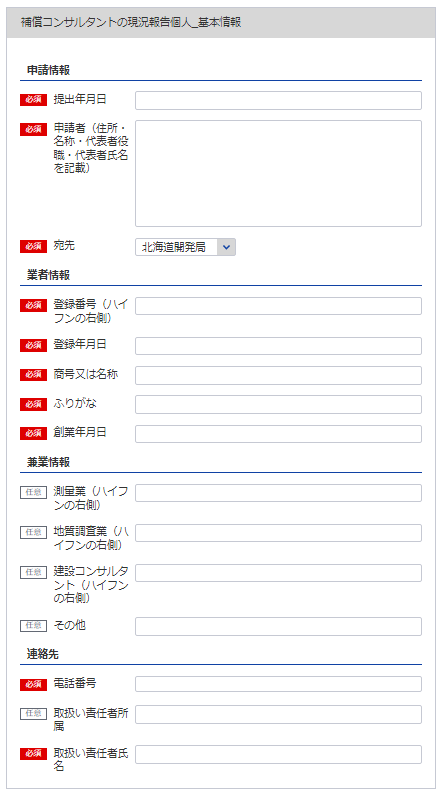 補償コンサルタントの現況報告個人_基本情報
申請情報
必須 提出年月日
必須 申請者（住所・
名称・代表者役
職・代表者氏名
を記載）
必須 宛先 北海道開発局
業者情報
必須 登録番号（ハイ
フンの右側）
必須 登録年月日
必須 商号又は名称
必須 ふりがな
必須 創業年月日
兼業情報
任意 測量業（ハイフ
ンの右側）
任意 地質調査業（ハ
イフンの右側）
任意 建設コンサルタ
ント（ハイフン
の右側）
任意 その他
連絡先
必須 電話番号
任意 取扱い責任者所
属
必須 取扱い責任者氏
名